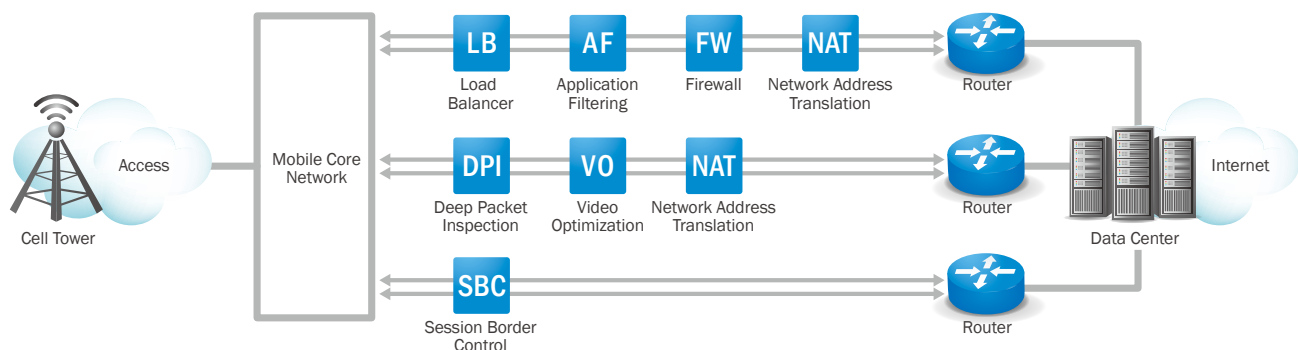 LB
AF
FW
NAT
Load
Balancer
Application
Filtering
Firewall
Network Address
Translation
Router
Access
Cell Tower
Mobile Core
Network
DPI
VO
NAT
Deep Packet
Inspection
Video
Optimization
Network Address
Translation
Router
Internet
Data Center
SBC
Session Border
Control
Router